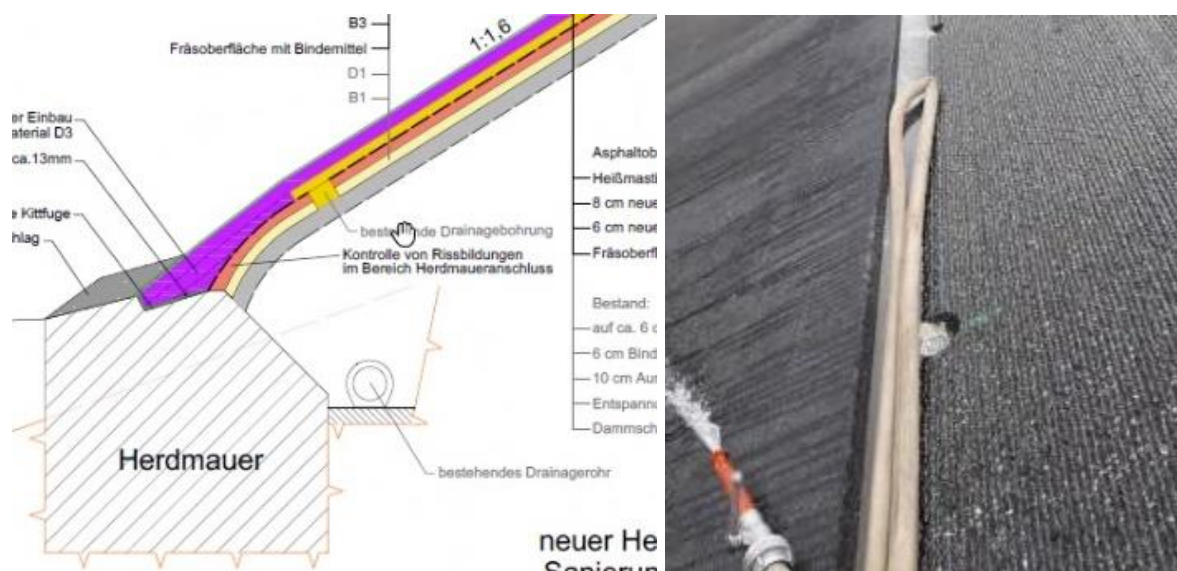 B3
Fräsoberfläche mit Bindemittel
D1
B1
1:1,6
er Einbau
aterial D3
ca.13mm
e Kittfuge
hlag
bestehende Drainagebohrung
Kontrolle von Rissbildungen
im Bereich Herdmaueranschluss
Asphaltob
Heißmasti
8 cm neue
6 cm neue
Fräsoberfl
Bestand:
auf ca. 6 c
6 cm Bind
10 cm Aus
Entspannu
Dammsch
Herdmauer
bestehendes Drainagerohr
neuer He
Sanierun